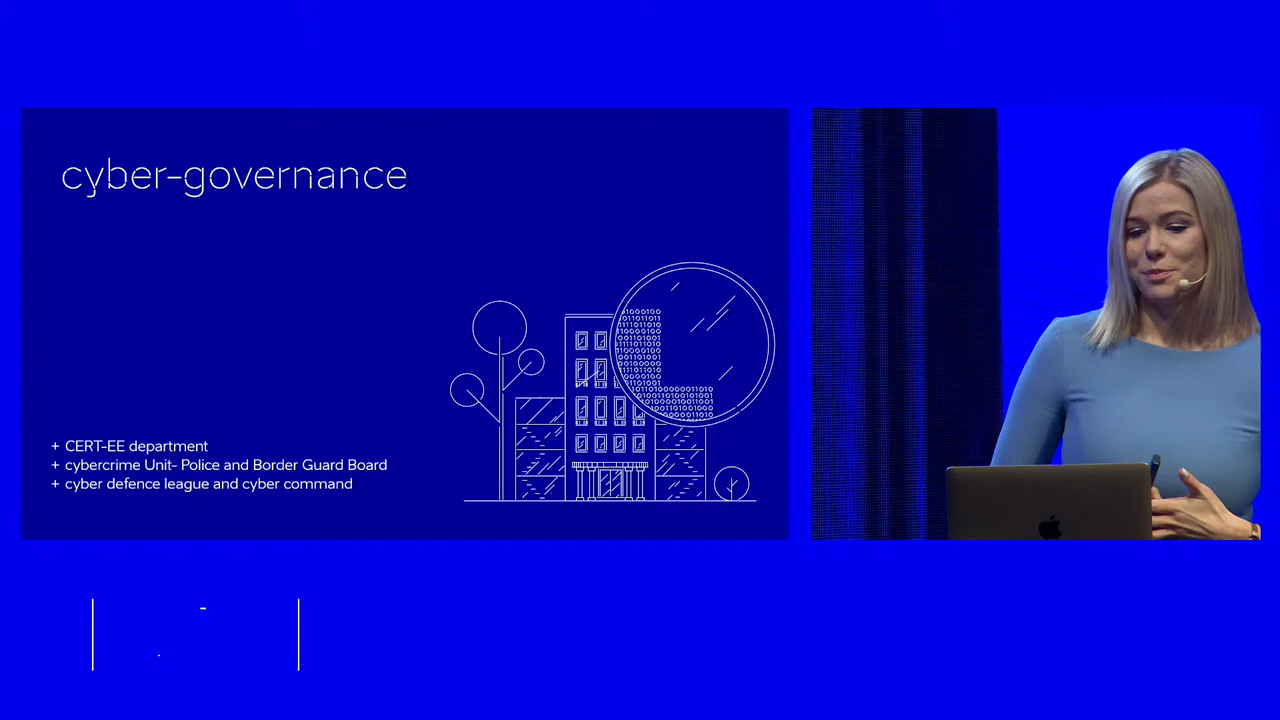 cyber-governance
+ CERT-EE department
+ cybercrime Unit- Police and Border Guard Board
+ cyber defence league and cyber command